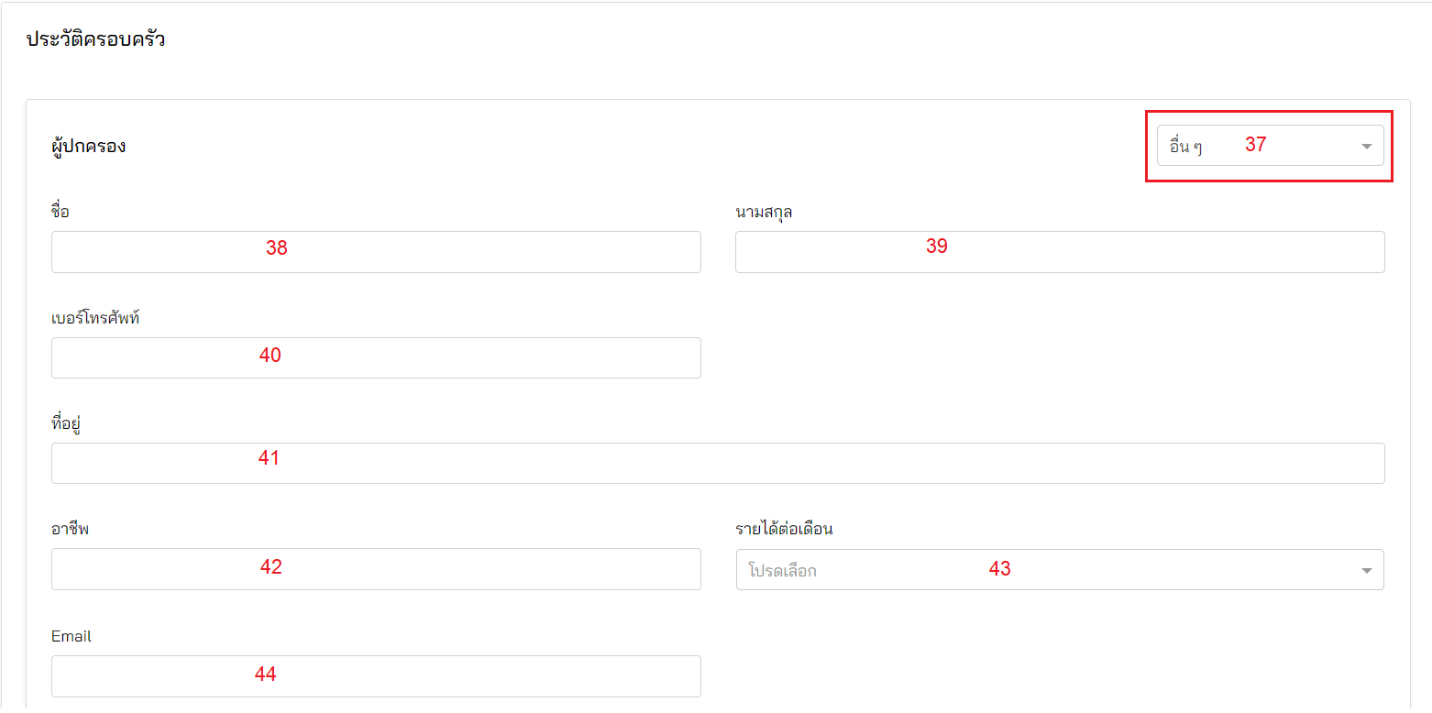 ประวัติครอบครัว
ผู้ปกครอง
อื่น ๆ 37
ชื่อ นามสกุล
38 39
เบอร์โทรศัพท์
40
ที่อยู่
41
อาชีพ รายได้ต่อเดือน
42 โปรดเลือก 43
Email
44